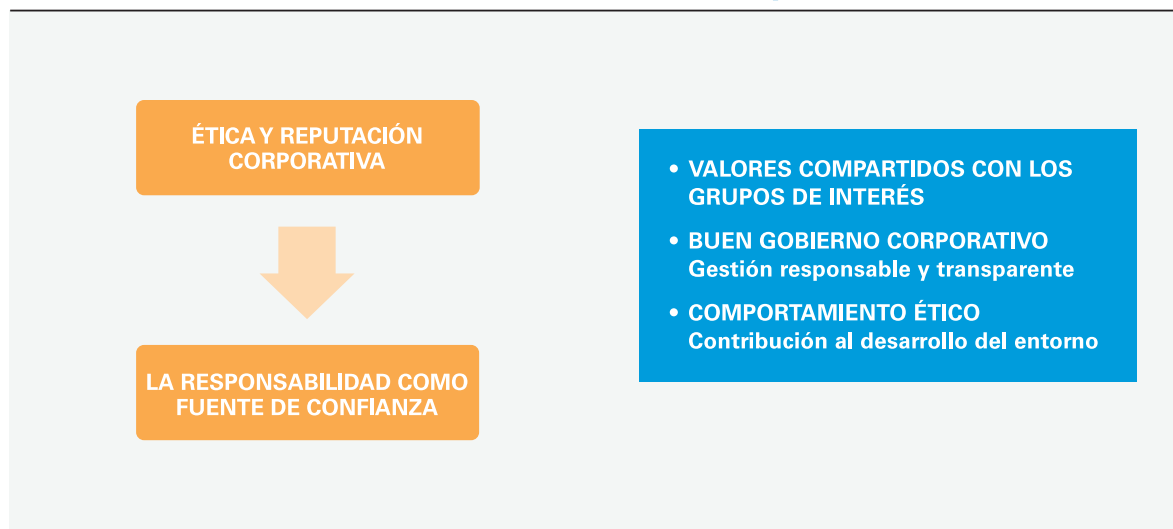 ÉTICA Y REPUTACIÓN
CORPORATIVA
LA RESPONSABILIDAD COMO
FUENTE DE CONFIANZA
• VALORES COMPARTIDOS CON LOS
GRUPOS DE INTERÉS
• BUEN GOBIERNO CORPORATIVO
Gestión responsable y transparente
• COMPORTAMIENTO ÉTICO
Contribución al desarrollo del entorno